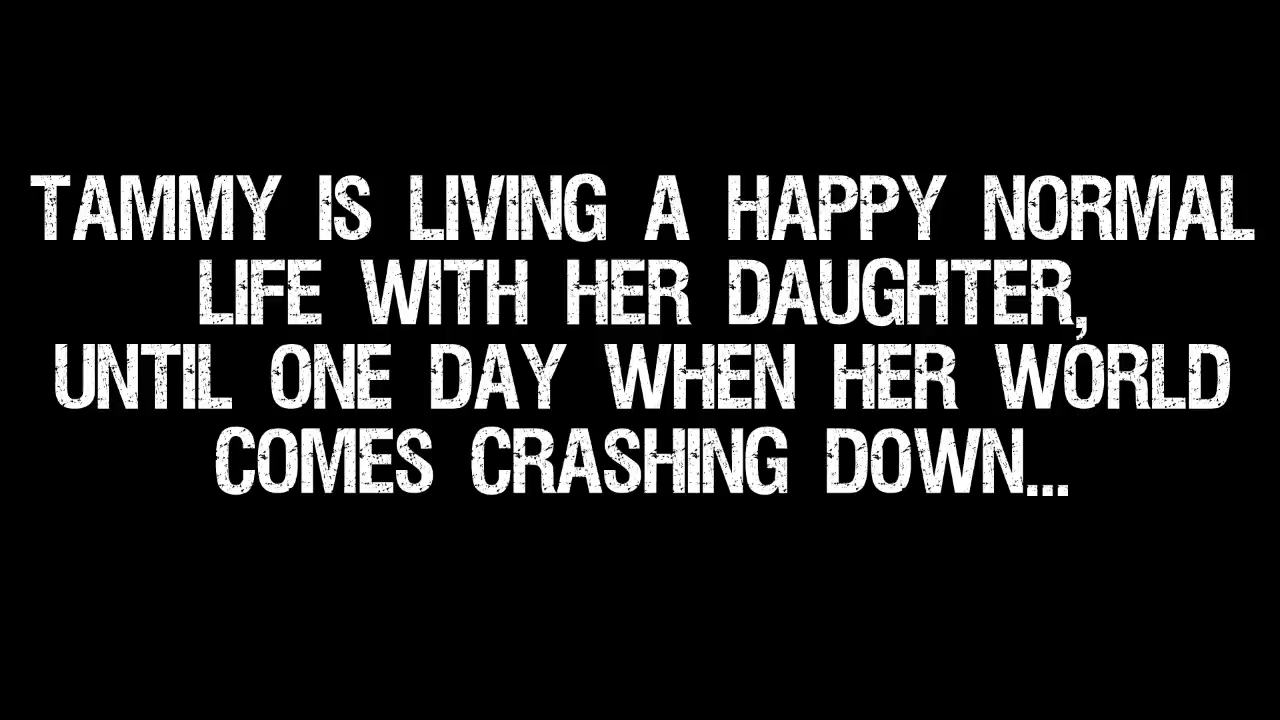 TAMMY IS LIVING A HAPPY NORMAL
LIFE WITH HER DAUGHTER,
UNTIL ONE DAY WHEN HER WORLD
COMES CRASHING DOWN...